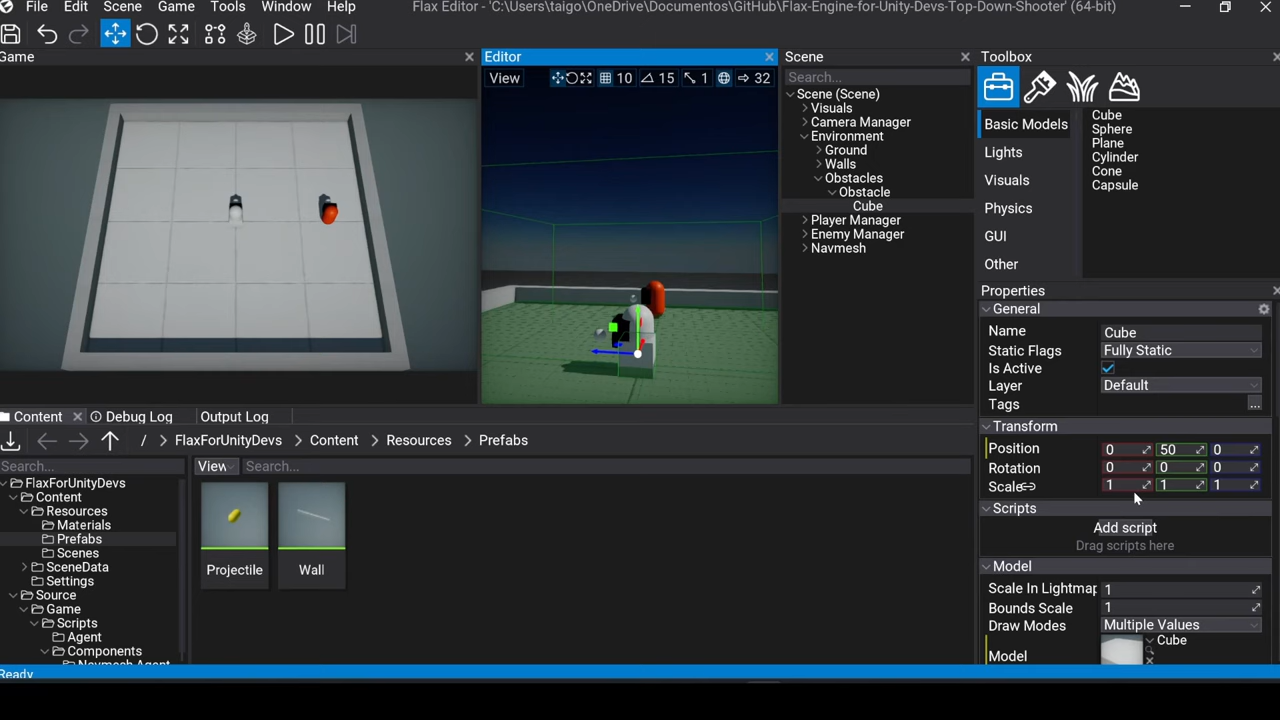 File Edit Scene Game Tools Window Help
Flax Editor - 'C:\Users\taigo\OneDrive\Documentos\GitHub\Flax-Engine-for-Unity-Devs-Top-Down-Shooter' (64-bit)
Game
Editor
View
10
15
1
32
Scene
Search...
Scene (Scene)
Visuals
Camera Manager
Environment
Ground
Walls
Obstacles
Obstacle
Cube
Player Manager
Enemy Manager
Navmesh
Toolbox
Basic Models
Lights
Visuals
Physics
GUI
Other
Cube
Sphere
Plane
Cylinder
Cone
Capsule
Properties
General
Name Cube
Static Flags Fully Static
Is Active
Layer Default
Tags ...
Transform
Position 0 50 0
Rotation 0 0 0
Scale 1 1 1
Scripts
Add script
Drag scripts here
Model
Scale In Lightmap 1
Bounds Scale 1
Draw Modes Multiple Values
Model Cube
Content Debug Log Output Log
/ > FlaxForUnityDevs > Content > Resources > Prefabs
Search...
View Search...
FlaxForUnityDevs
Content
Resources
Materials
Prefabs
Scenes
SceneData
Settings
Source
Game
Scripts
Agent
Components
Navmesh Agent
Projectile
Wall
Ready